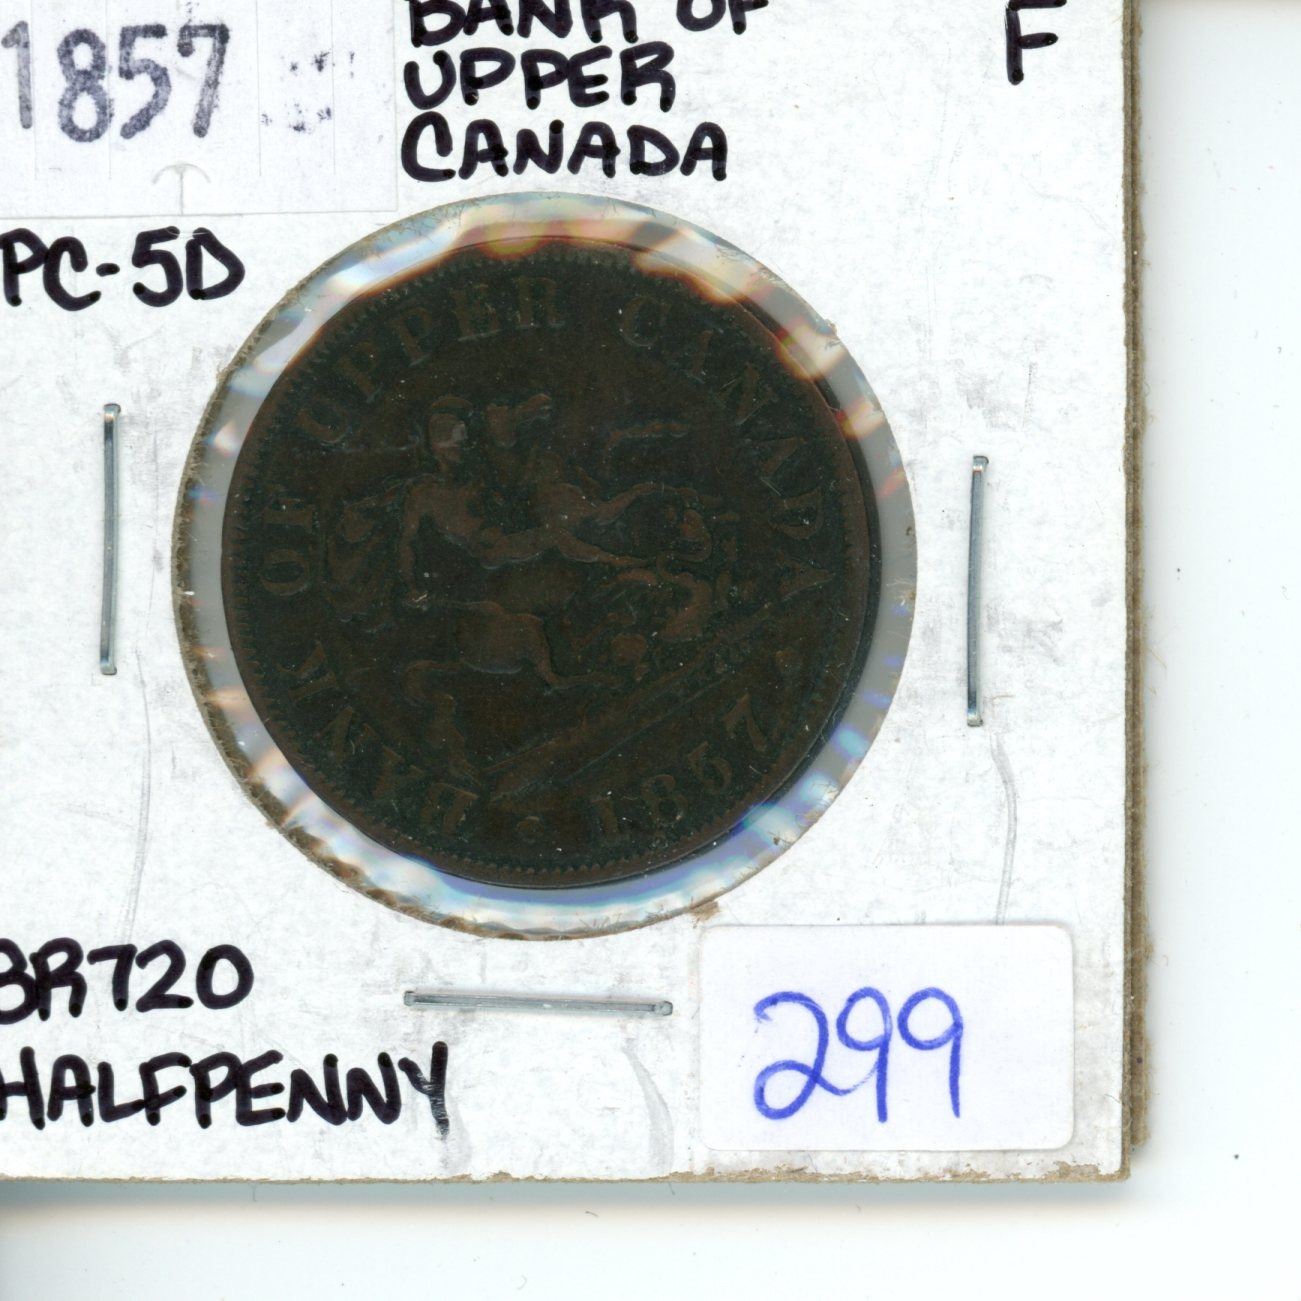 1857
BANK OF
UPPER
CANADA
F
PC-5D
BANK OF UPPER CANADA
1857
BR720
HALFPENNY
299